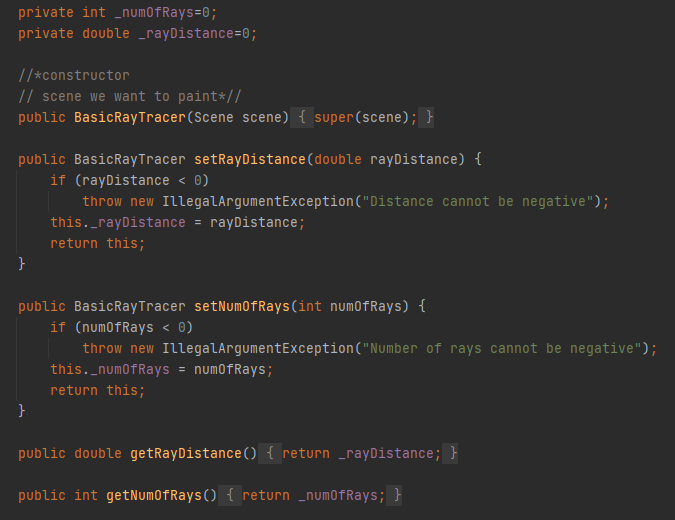 private int _numOfRays=0;
private double _rayDistance=0;
//*constructor
// scene we want to paint*//
public BasicRayTracer(Scene scene) { super(scene); }
public BasicRayTracer setRayDistance(double rayDistance) {
if (rayDistance < 0)
throw new IllegalArgumentException("Distance cannot be negative");
this._rayDistance = rayDistance;
return this;
}
public BasicRayTracer setNumOfRays(int numOfRays) {
if (numOfRays < 0)
throw new IllegalArgumentException("Number of rays cannot be negative");
this._numOfRays = numOfRays;
return this;
}
public double getRayDistance() { return _rayDistance; }
public int getNumOfRays() { return _numOfRays; }